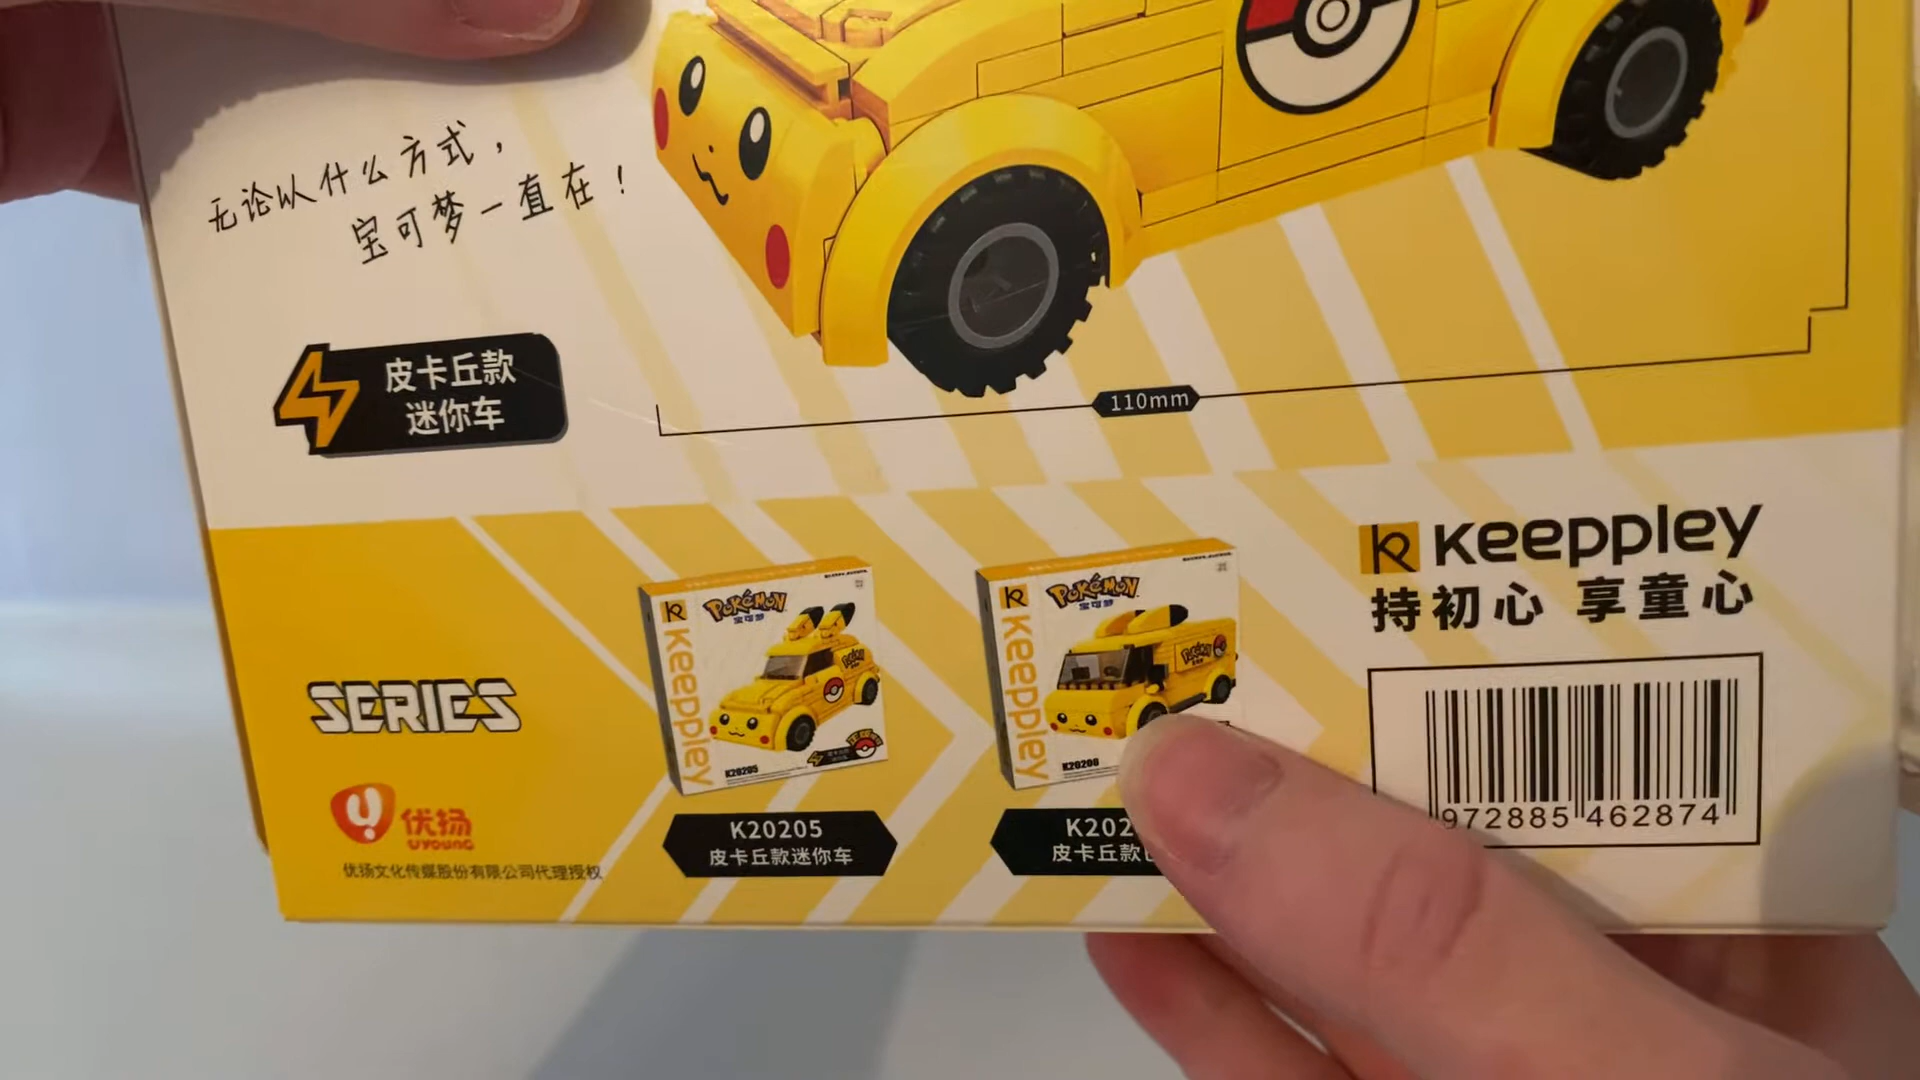 无论以什么方式，
宝可梦一直在！
皮卡丘款
迷你车
110mm
Keeppley
持初心 享童心
POKÉMON
宝可梦
Keeppley
POKÉMON
K20205
POKÉMON
宝可梦
Keeppley
POKÉMON
SERIES
优扬
UYOUNG
优扬文化传媒股份有限公司代理授权
K20205
皮卡丘款迷你车
K202
皮卡丘款
972885 462874